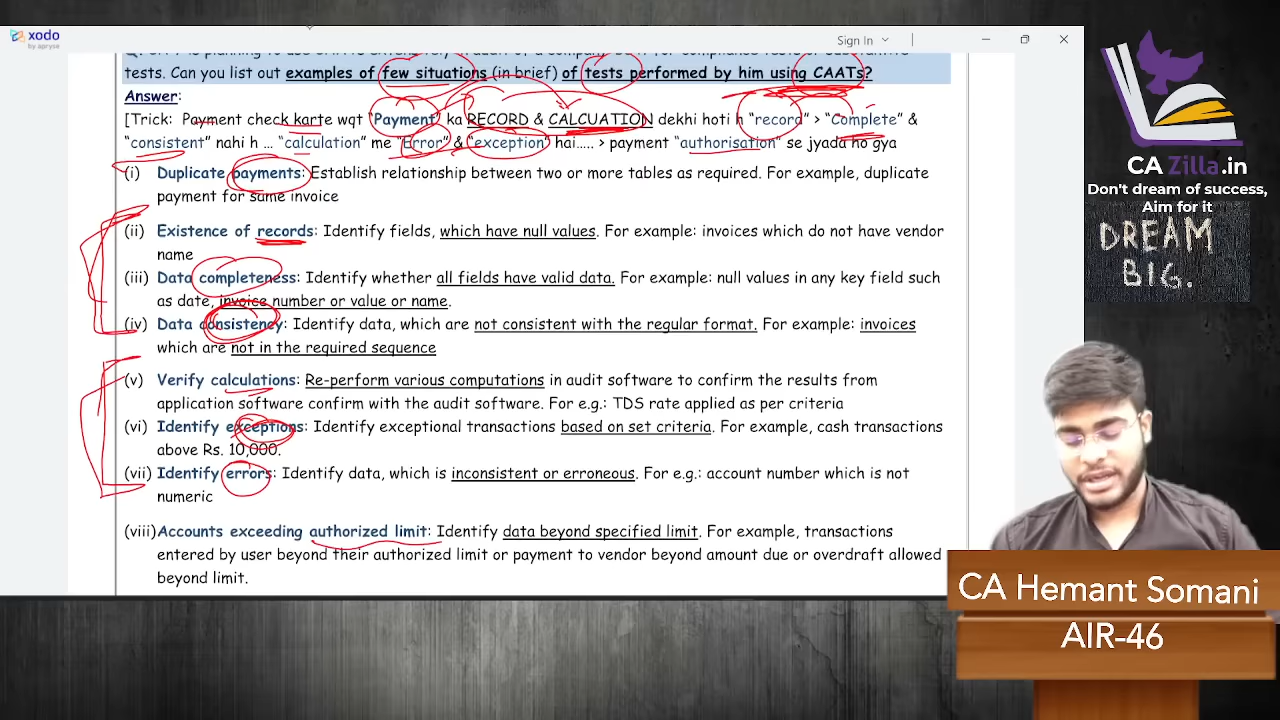 xodo
by apryse
Sign In
tests. Can you list out examples of few situations (in brief) of tests performed by him using CAATs?
Answer:
[Trick: Payment check karte wqt "Payment" ka RECORD & CALCUATION dekhi hoti h "record" > "Complete" &
"consistent" nahi h ... "calculation" me "Error" & "exception" hai..... > payment "authorisation" se jyada ho gya
(i) Duplicate payments: Establish relationship between two or more tables as required. For example, duplicate
payment for same invoice
(ii) Existence of records: Identify fields, which have null values. For example: invoices which do not have vendor
name
(iii) Data completeness: Identify whether all fields have valid data. For example: null values in any key field such
as date, invoice number or value or name.
(iv) Data consistency: Identify data, which are not consistent with the regular format. For example: invoices
which are not in the required sequence
(v) Verify calculations: Re-perform various computations in audit software to confirm the results from
application software confirm with the audit software. For e.g.: TDS rate applied as per criteria
(vi) Identify exceptions: Identify exceptional transactions based on set criteria. For example, cash transactions
above Rs. 10,000.
(vii) Identify errors: Identify data, which is inconsistent or erroneous. For e.g.: account number which is not
numeric
(viii) Accounts exceeding authorized limit: Identify data beyond specified limit. For example, transactions
entered by user beyond their authorized limit or payment to vendor beyond amount due or overdraft allowed
beyond limit.
CA Zilla.in
Don't dream of success,
Aim for it
DREAM
BIG.
CA Hemant Somani
AIR-46